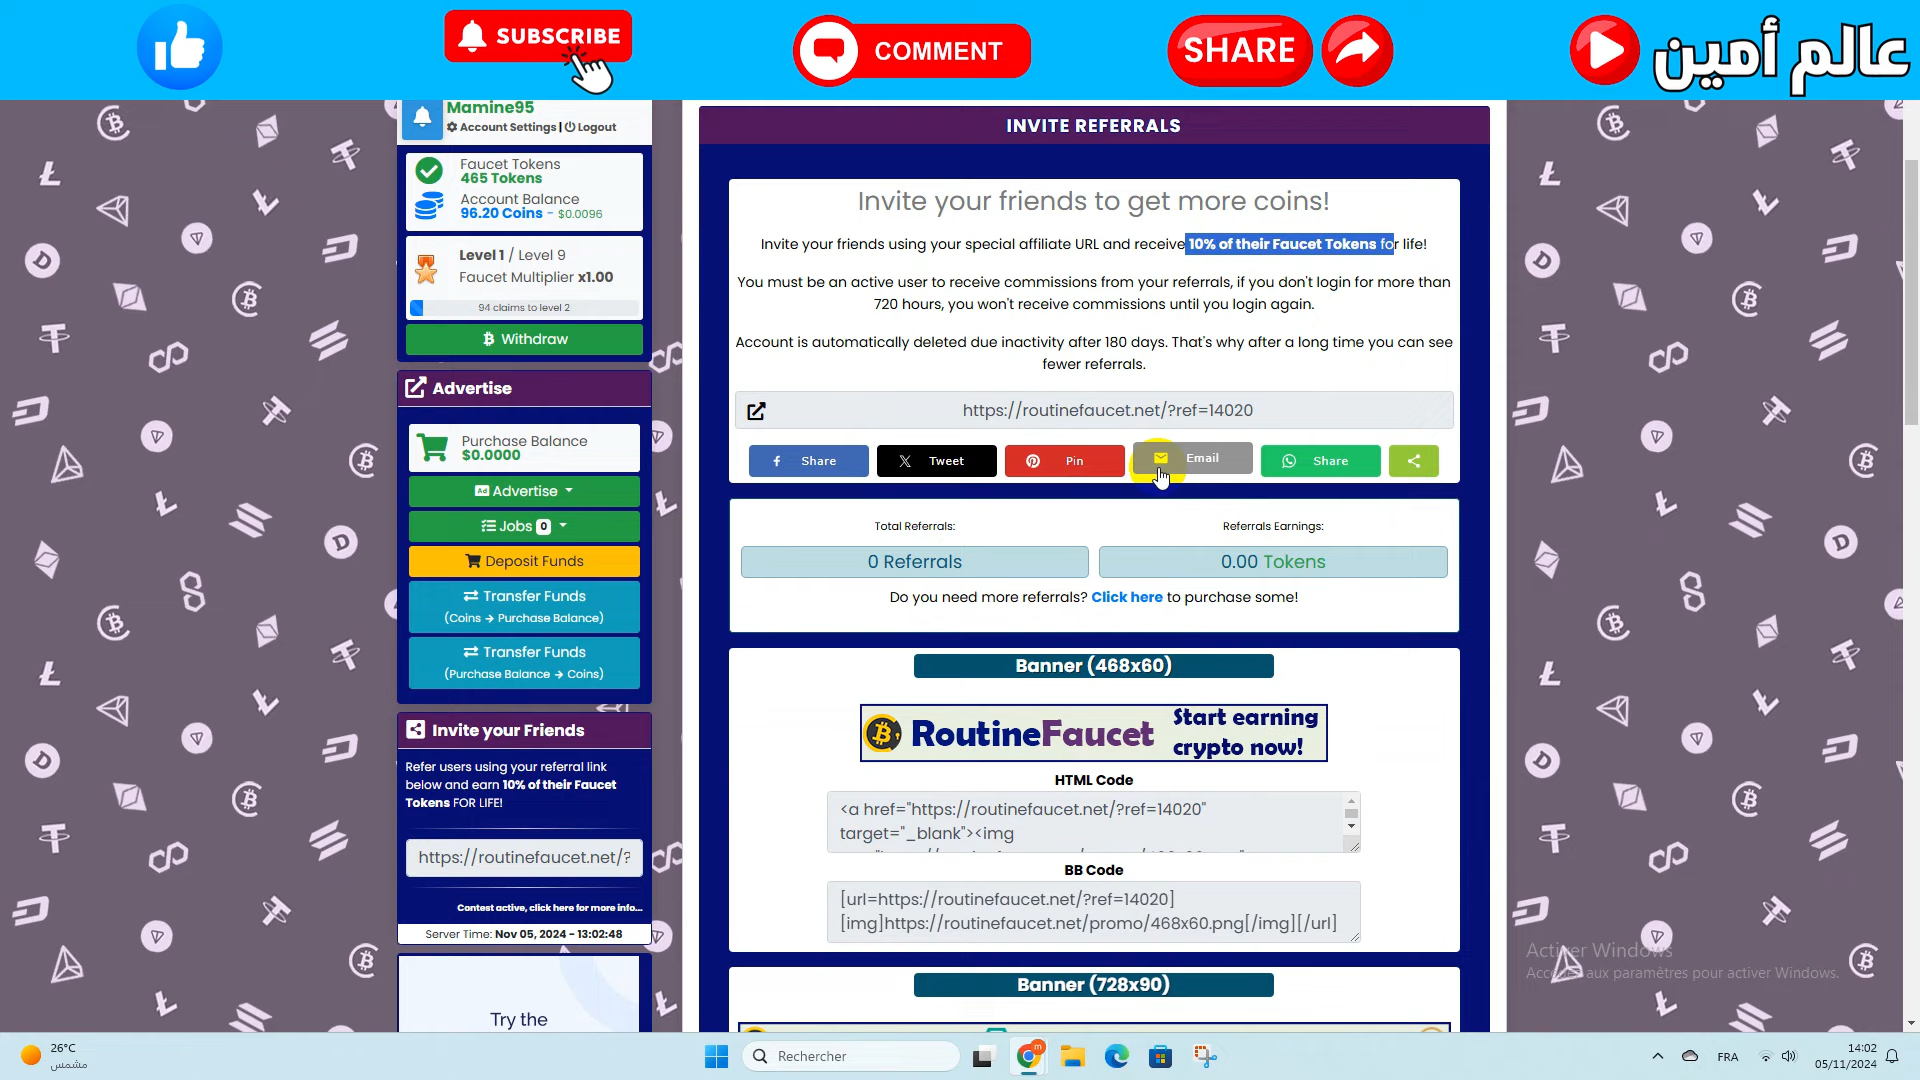 SUBSCRIBE
COMMENT
SHARE
عالم أمين
Mamine95
Account Settings | Logout
Faucet Tokens
465 Tokens
Account Balance
96.20 Coins - $0.0096
Level 1 / Level 9
Faucet Multiplier x1.00
94 claims to level 2
Withdraw
Advertise
Purchase Balance
$0.0000
Ad Advertise
Jobs 0
Deposit Funds
Transfer Funds
(Coins → Purchase Balance)
Transfer Funds
(Purchase Balance → Coins)
Invite your Friends
Refer users using your referral link
below and earn 10% of their Faucet
Tokens FOR LIFE!
https://routinefaucet.net/?
Contest active, click here for more info...
Server Time: Nov 05, 2024 - 13:02:48
Try the
INVITE REFERRALS
Invite your friends to get more coins!
Invite your friends using your special affiliate URL and receive 10% of their Faucet Tokens for life!
You must be an active user to receive commissions from your referrals, if you don't login for more than
720 hours, you won't receive commissions until you login again.
Account is automatically deleted due inactivity after 180 days. That's why after a long time you can see
fewer referrals.
https://routinefaucet.net/?ref=14020
Share Tweet Pin Email Share
Total Referrals: Referrals Earnings:
0 Referrals 0.00 Tokens
Do you need more referrals? Click here to purchase some!
Banner (468x60)
RoutineFaucet Start earning
crypto now!
HTML Code
<a href="https://routinefaucet.net/?ref=14020"
target="_blank"><img
BB Code
[url=https://routinefaucet.net/?ref=14020]
[img]https://routinefaucet.net/promo/468x60.png[/img][/url]
Banner (728x90)
Activer Windows
Accédez aux paramètres pour activer Windows.
26°C
مشمس
Rechercher
m
FRA
14:02
05/11/2024